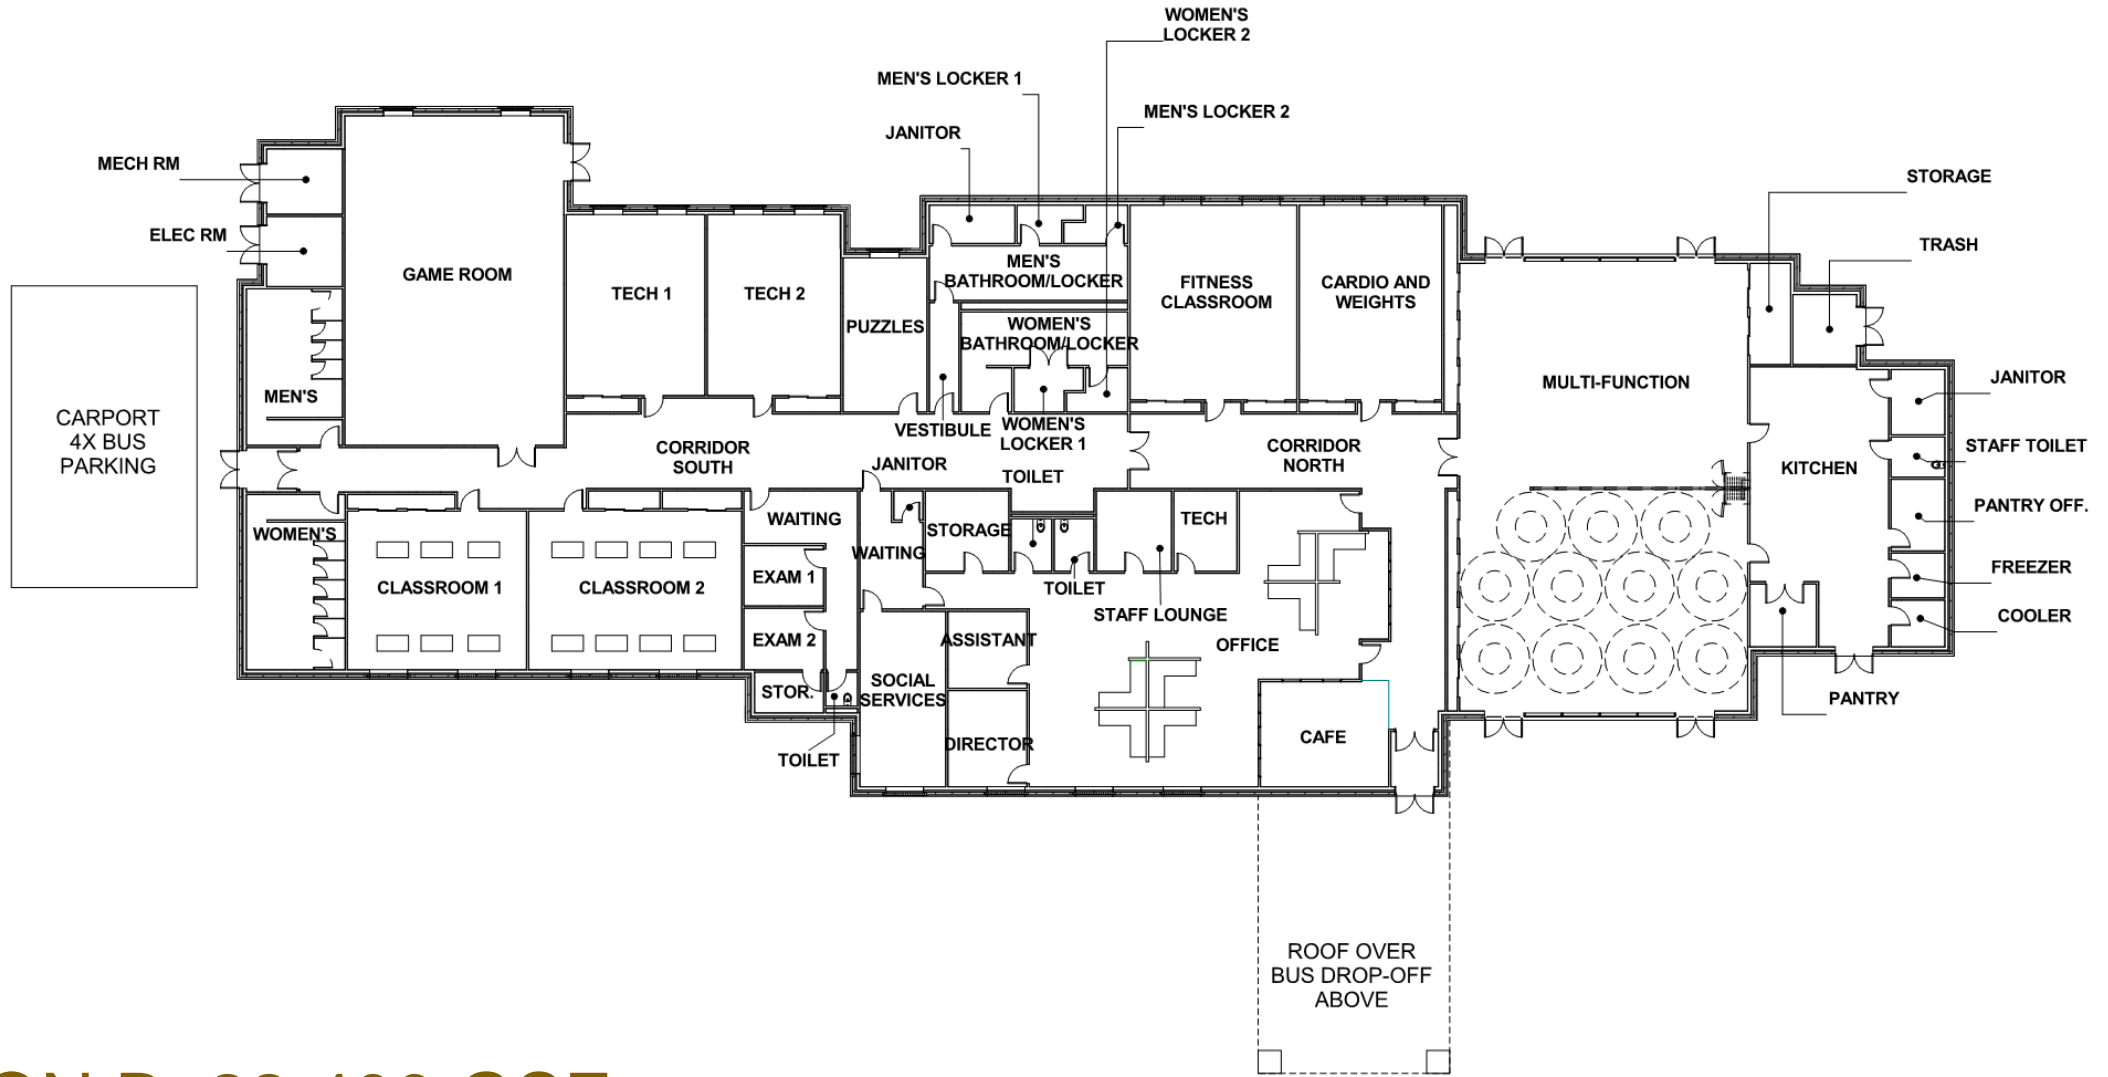 WOMEN'S
LOCKER 2
MEN'S LOCKER 1
MEN'S LOCKER 2
JANITOR
MECH RM
STORAGE
ELEC RM
TRASH
GAME ROOM
MEN'S
BATHROOM/LOCKER
FITNESS
CLASSROOM
CARDIO AND
WEIGHTS
TECH 1
TECH 2
PUZZLES
WOMEN'S
BATHROOM/LOCKER
MULTI-FUNCTION
JANITOR
MEN'S
CARPORT
4X BUS
PARKING
VESTIBULE
WOMEN'S
LOCKER 1
CORRIDOR
SOUTH
CORRIDOR
NORTH
STAFF TOILET
JANITOR
TOILET
KITCHEN
PANTRY OFF.
WAITING
TECH
WOMEN'S
STORAGE
WAITING
FREEZER
EXAM 1
CLASSROOM 1
CLASSROOM 2
TOILET
STAFF LOUNGE
COOLER
EXAM 2
ASSISTANT
OFFICE
SOCIAL
SERVICES
STOR.
PANTRY
DIRECTOR
CAFE
TOILET
ROOF OVER
BUS DROP-OFF
ABOVE